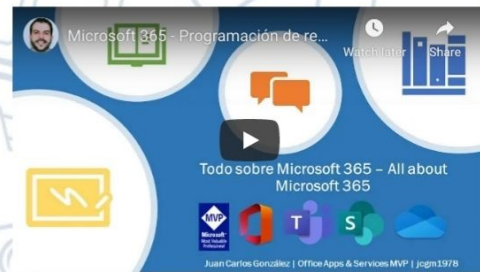 Microsoft 365 - Programación de re...
Watch later
Share
Todo sobre Microsoft 365 – All about
Microsoft 365
MVP
Microsoft®
Most Valuable
Professional
T
S
Juan Carlos González | Office Apps & Services MVP | jcgm1978